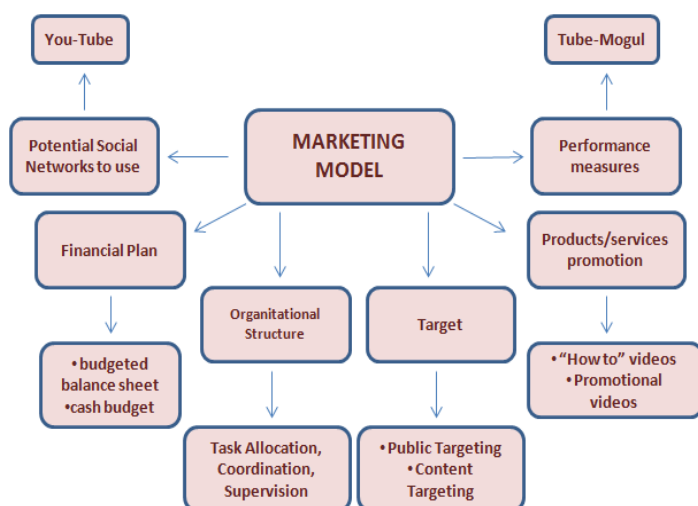 You-Tube
Tube-Mogul
Potential Social
Networks to use
MARKETING
MODEL
Performance
measures
Financial Plan
Organitational
Structure
Target
Products/services
promotion
• budgeted
balance sheet
•cash budget
Task Allocation,
Coordination,
Supervision
• Public Targeting
• Content
Targeting
• “How to” videos
• Promotional
videos